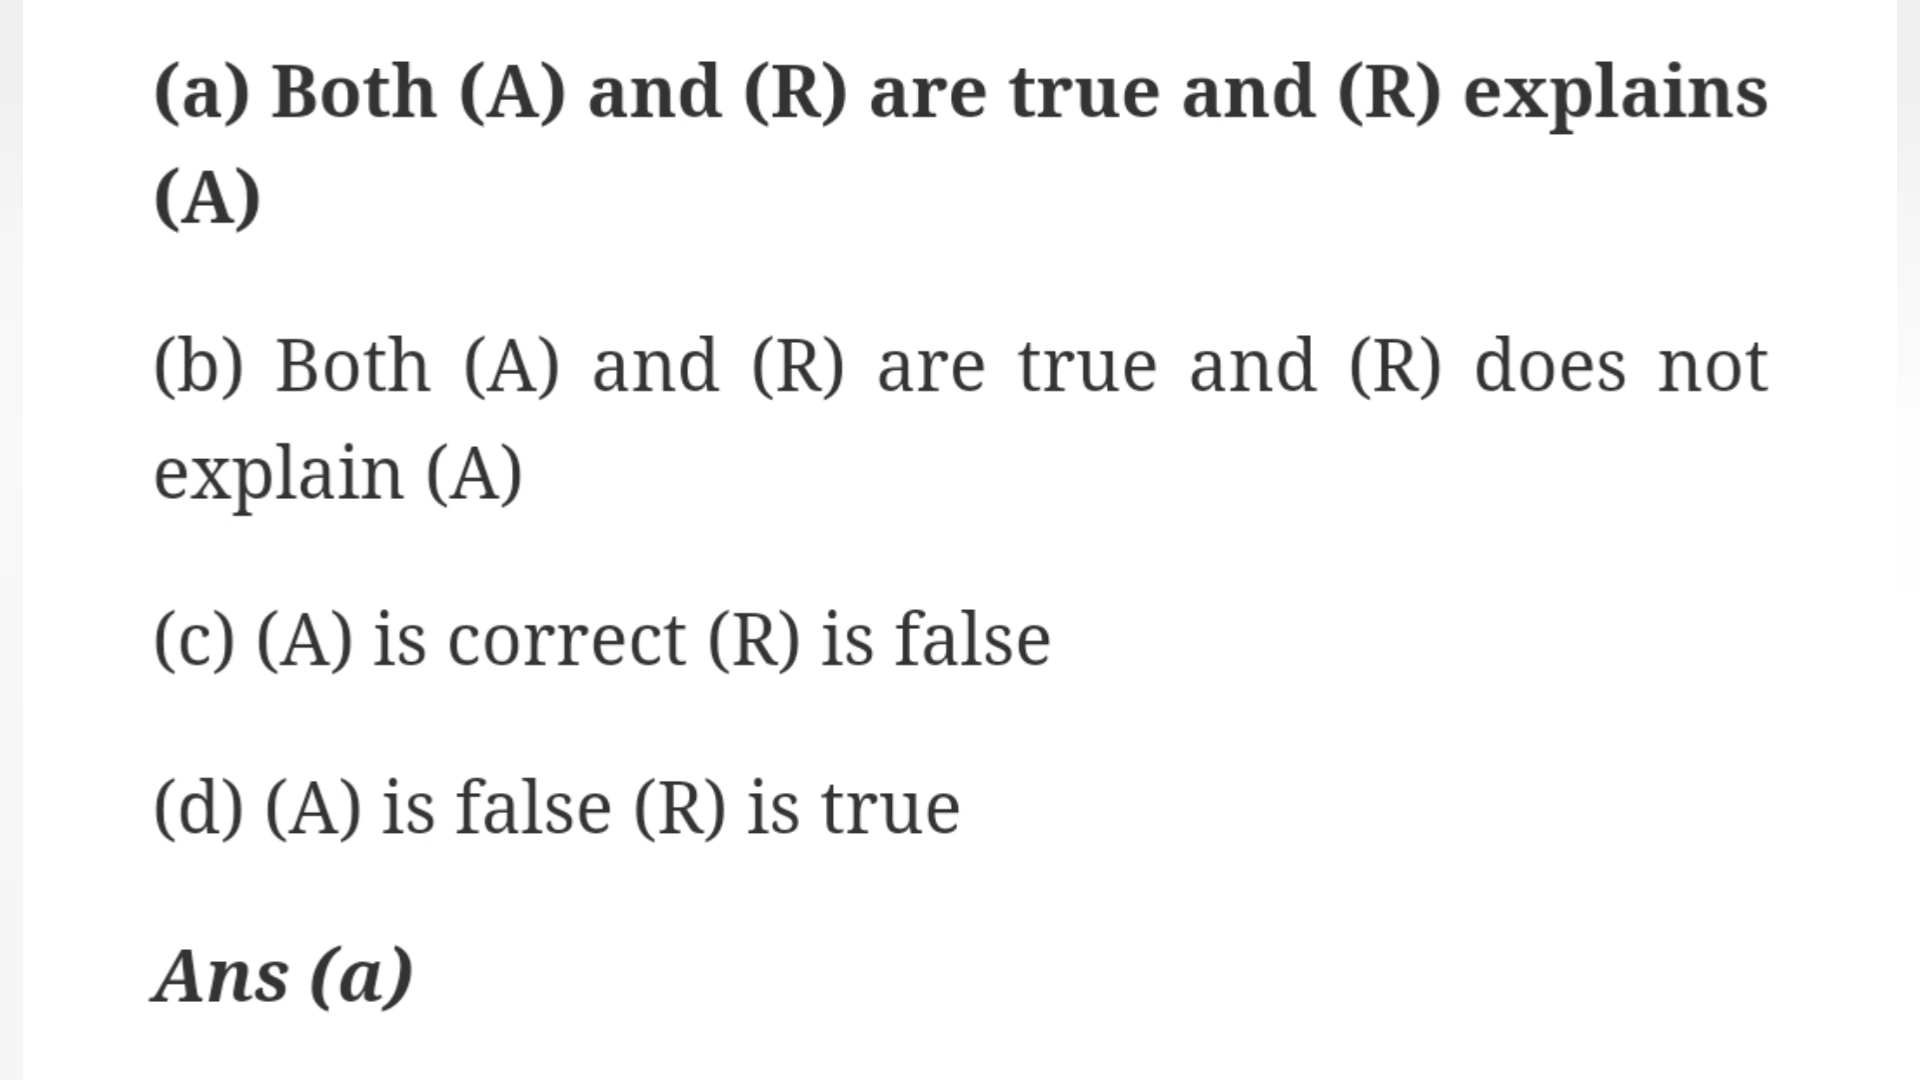 (a) Both (A) and (R) are true and (R) explains
(A)
(b) Both (A) and (R) are true and (R) does not
explain (A)
(c) (A) is correct (R) is false
(d) (A) is false (R) is true
Ans (a)